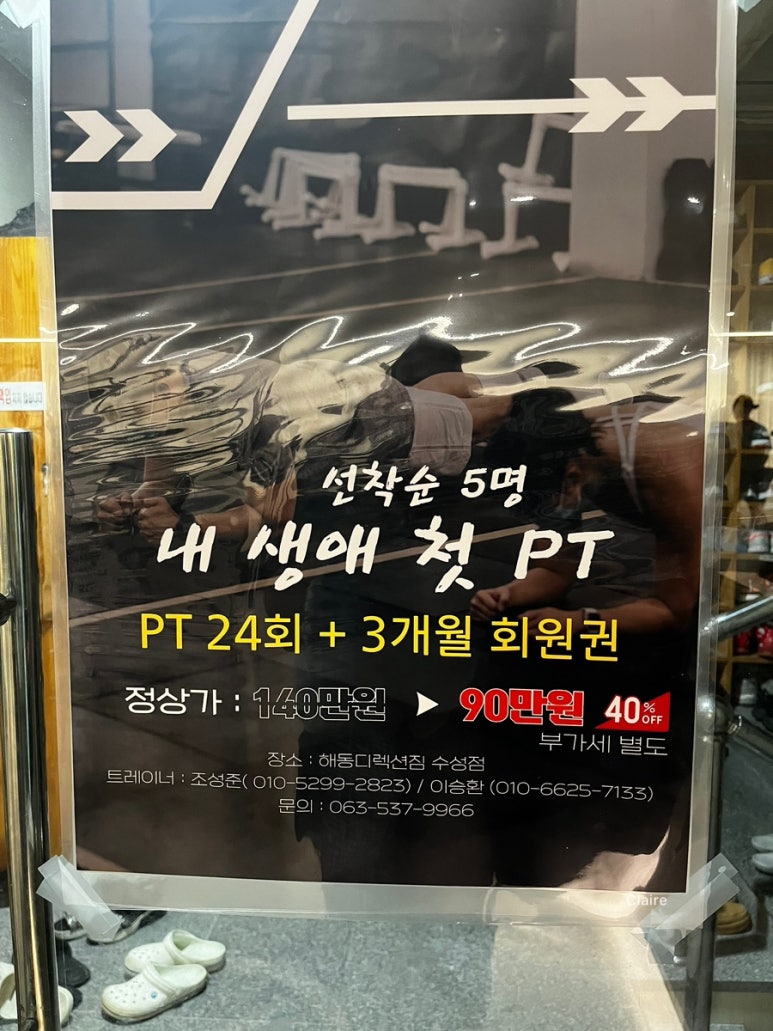 선착순 5명
내 생애 첫 PT
PT 24회 + 3개월 회원권
정상가 : 140만원 ▶ 90만원 40% OFF
부가세 별도
장소 : 해동디렉션짐 수성점
트레이너 : 조성준( 010-5299-2823) / 이승환 (010-6625-7133)
문의 : 063-537-9966
Claire